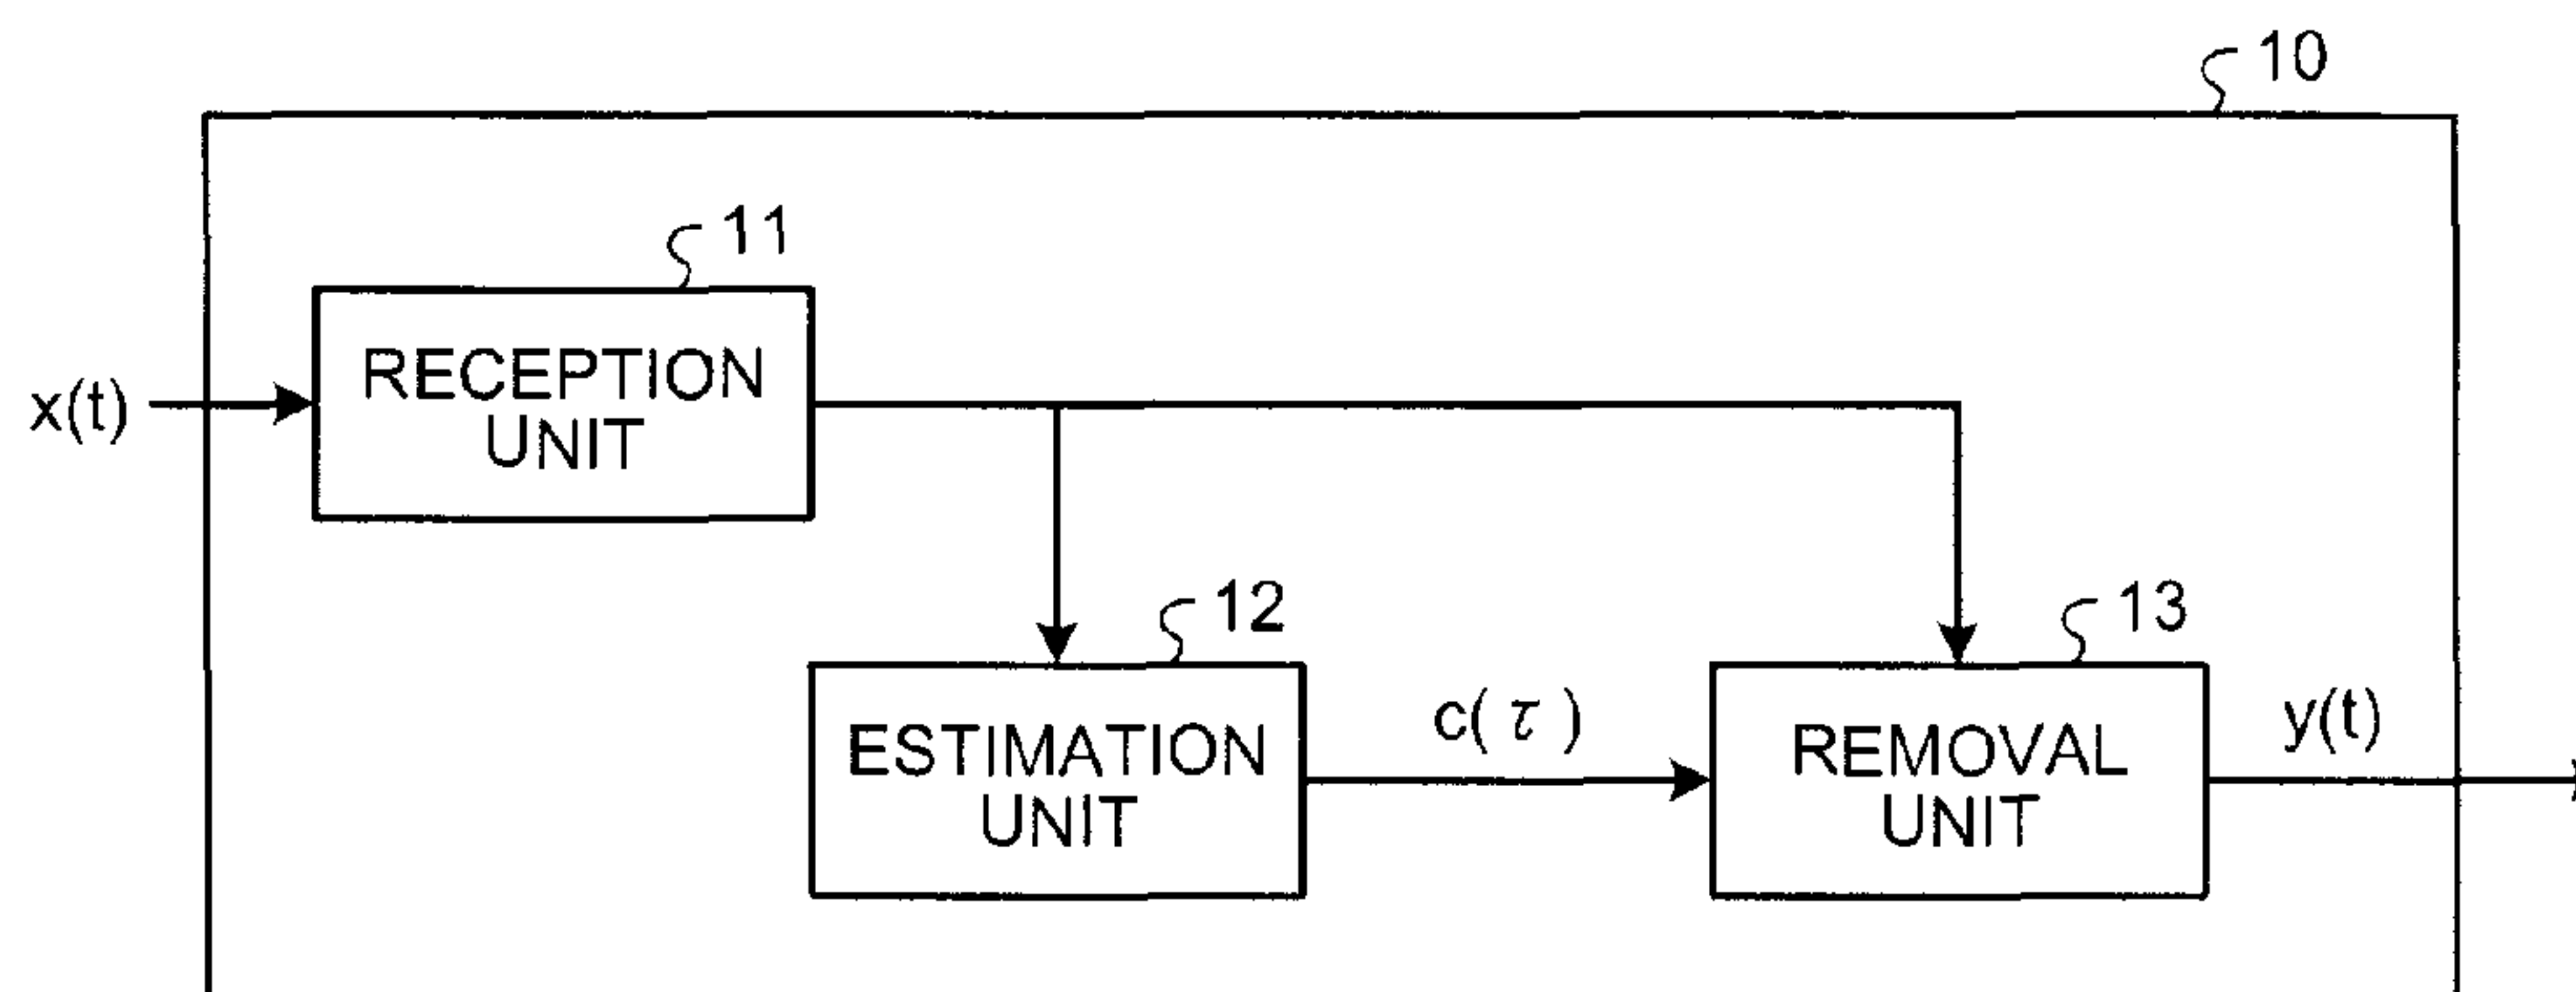 10
11
RECEPTION
UNIT
x(t)
12
13
ESTIMATION
UNIT
c(τ)
REMOVAL
UNIT
y(t)